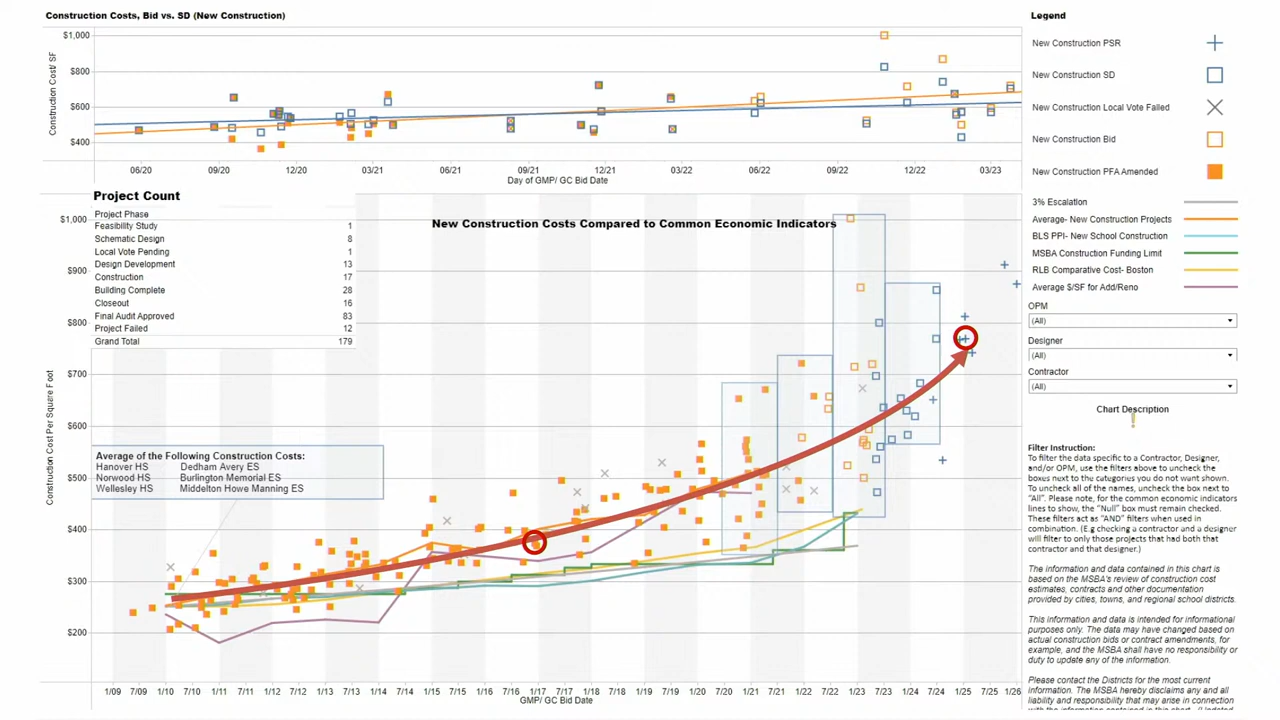 Construction Costs, Bid vs. SD (New Construction)
Construction Cost/ SF
$1,000
$800
$600
$400
06/20 09/20 12/20 03/21 06/21 09/21 12/21 03/22 06/22 09/22 12/22 03/23
Day of GMP/ GC Bid Date
Project Count
Project Phase
Feasibility Study 1
Schematic Design 8
Local Vote Pending 1
Design Development 13
Construction 17
Building Complete 28
Closeout 16
Final Audit Approved 83
Project Failed 12
Grand Total 179
New Construction Costs Compared to Common Economic Indicators
Construction Cost Per Square Foot
$1,000
$900
$800
$700
$600
$500
$400
$300
$200
Average of the Following Construction Costs:
Hanover HS Dedham Avery ES
Norwood HS Burlington Memorial ES
Wellesley HS Middelton Howe Manning ES
1/09 7/09 1/10 7/10 1/11 7/11 1/12 7/12 1/13 7/13 1/14 7/14 1/15 7/15 1/16 7/16 1/17 7/17 1/18 7/18 1/19 7/19 1/20 7/20 1/21 7/21 1/22 7/22 1/23 7/23 1/24 7/24 1/25 7/25 1/26
GMP/ GC Bid Date
Legend
New Construction PSR
New Construction SD
New Construction Local Vote Failed
New Construction Bid
New Construction PFA Amended
3% Escalation
Average- New Construction Projects
BLS PPI- New School Construction
MSBA Construction Funding Limit
RLB Comparative Cost- Boston
Average $/SF for Add/Reno
OPM
(All)
Designer
(All)
Contractor
(All)
Chart Description
!
Filter Instruction:
To filter the data specific to a Contractor, Designer,
and/or OPM, use the filters above to uncheck the
boxes next to the categories you do not want shown.
To uncheck all of the names, uncheck the box next to
"All". Please note, for the common economic indicators
lines to show, the "Null" box must remain checked.
These filters act as "AND" filters when used in
combination. (E.g checking a contractor and a designer
will filter to only those projects that had both that
contractor and that designer.)
The information and data contained in this chart is
based on the MSBA's review of construction cost
estimates, contracts and other documentation
provided by cities, towns, and regional school districts.
This information and data is intended for informational
purposes only. The data may have changed based on
actual construction bids or contract amendments, for
example, and the MSBA shall have no responsibility or
duty to update any of the information.
Please contact the Districts for the most current
information. The MSBA hereby disclaims any and all
liability and responsibility that may arise in connection
with the information contained in this chart. (Updated